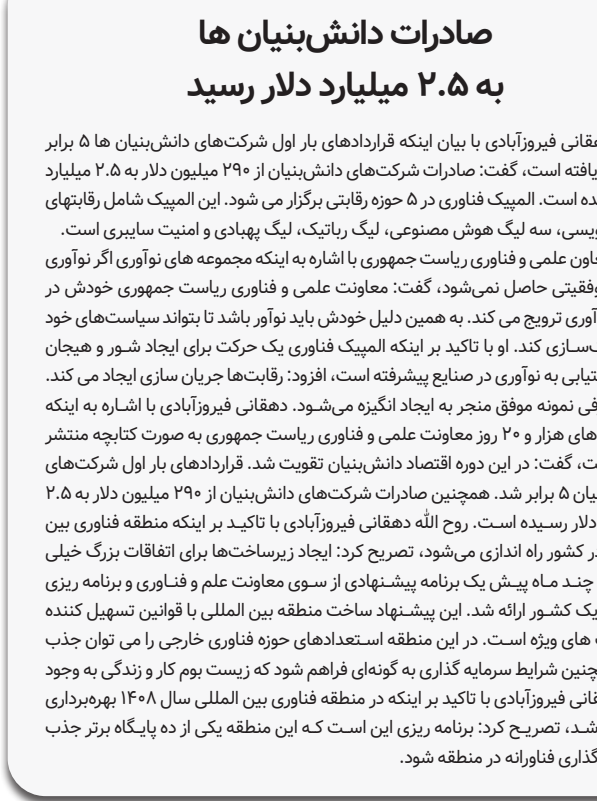 صادرات دانش‌بنیان ها
به ۲.۵ میلیارد دلار رسید
هقانی فیروزآبادی با بیان اینکه قراردادهای بار اول شرکت‌های دانش‌بنیان ها ۵ برابر
یافته است، گفت: صادرات شرکت‌های دانش‌بنیان از ۲۹۰ میلیون دلار به ۲.۵ میلیارد
ده است. المپیک فناوری در ۵ حوزه رقابتی برگزار می شود. این المپیک شامل رقابتهای
ویسی، سه لیگ هوش مصنوعی، لیگ رباتیک، لیگ پهبادی و امنیت سایبری است.
عاون علمی و فناوری ریاست جمهوری با اشاره به اینکه مجموعه های نوآوری اگر نوآوری
وفقیتی حاصل نمی‌شود، گفت: معاونت علمی و فناوری ریاست جمهوری خودش در
آوری ترویج می کند. به همین دلیل خودش باید نوآور باشد تا بتواند سیاست‌های خود
ـسازی کند. او با تاکید بر اینکه المپیک فناوری یک حرکت برای ایجاد شور و هیجان
ستیابی به نوآوری در صنایع پیشرفته است، افزود: رقابت‌ها جریان سازی ایجاد می کند.
فی نمونه موفق منجر به ایجاد انگیزه می‌شود. دهقانی فیروزآبادی با اشاره به اینکه
های هزار و ۲۰ روز معاونت علمی و فناوری ریاست جمهوری به صورت کتابچه منتشر
ت، گفت: در این دوره اقتصاد دانش‌بنیان تقویت شد. قراردادهای بار اول شرکت‌های
یان ۵ برابر شد. همچنین صادرات شرکت‌های دانش‌بنیان از ۲۹۰ میلیون دلار به ۲.۵
دلار رسیده است. روح الله دهقانی فیروزآبادی با تاکید بر اینکه منطقه فناوری بین
در کشور راه اندازی می‌شود، تصریح کرد: ایجاد زیرساخت‌ها برای اتفاقات بزرگ خیلی
چند ماه پیش یک برنامه پیشنهادی از سوی معاونت علم و فناوری و برنامه ریزی
یک کشور ارائه شد. این پیشنهاد ساخت منطقه بین المللی با قوانین تسهیل کننده
های ویژه است. در این منطقه استعدادهای حوزه فناوری خارجی را می توان جذب
چنین شرایط سرمایه گذاری به گونه‌ای فراهم شود که زیست بوم کار و زندگی به وجود
قانی فیروزآبادی با تاکید بر اینکه در منطقه فناوری بین المللی سال ۱۴۰۸ بهره‌برداری
شد، تصریح کرد: برنامه ریزی این است که این منطقه یکی از ده پایگاه برتر جذب
گذاری فناورانه در منطقه شود.